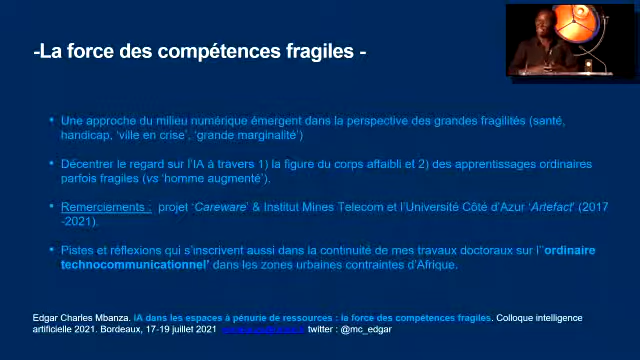 -La force des compétences fragiles -
• Une approche du milieu numérique émergent dans la perspective des grandes fragilités (santé,
handicap, ‘ville en crise’, ‘grande marginalité’)
• Décentrer le regard sur l’IA à travers 1) la figure du corps affaibli et 2) des apprentissages ordinaires
parfois fragiles (vs ‘homme augmenté’).
• Remerciements : projet ‘Careware’ & Institut Mines Telecom et l’Université Côté d’Azur ‘Artefact’ (2017
-2021).
• Pistes et réflexions qui s’inscrivent aussi dans la continuité de mes travaux doctoraux sur l’‘ordinaire
technocommunicationnel’ dans les zones urbaines contraintes d’Afrique.
Edgar Charles Mbanza. IA dans les espaces à pénurie de ressources : la force des compétences fragiles. Colloque intelligence
artificielle 2021. Bordeaux, 17-19 juillet 2021 twitter : @mc_edgar